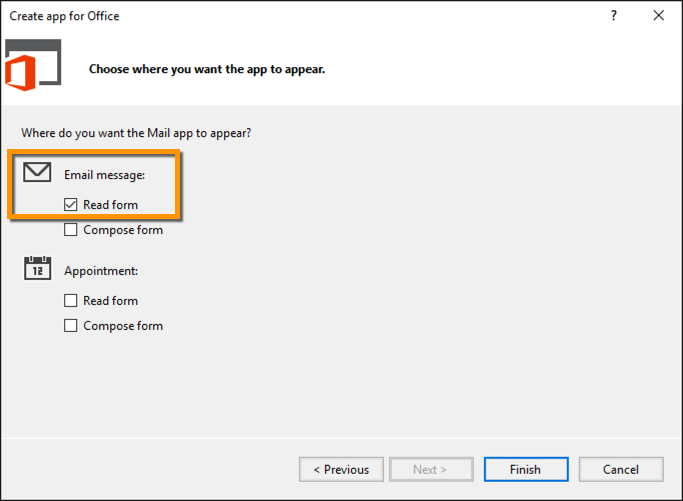 Create app for Office
?
Choose where you want the app to appear.
Where do you want the Mail app to appear?
Email message:
Read form
Compose form
12
Appointment:
Read form
Compose form
< Previous
Next >
Finish
Cancel